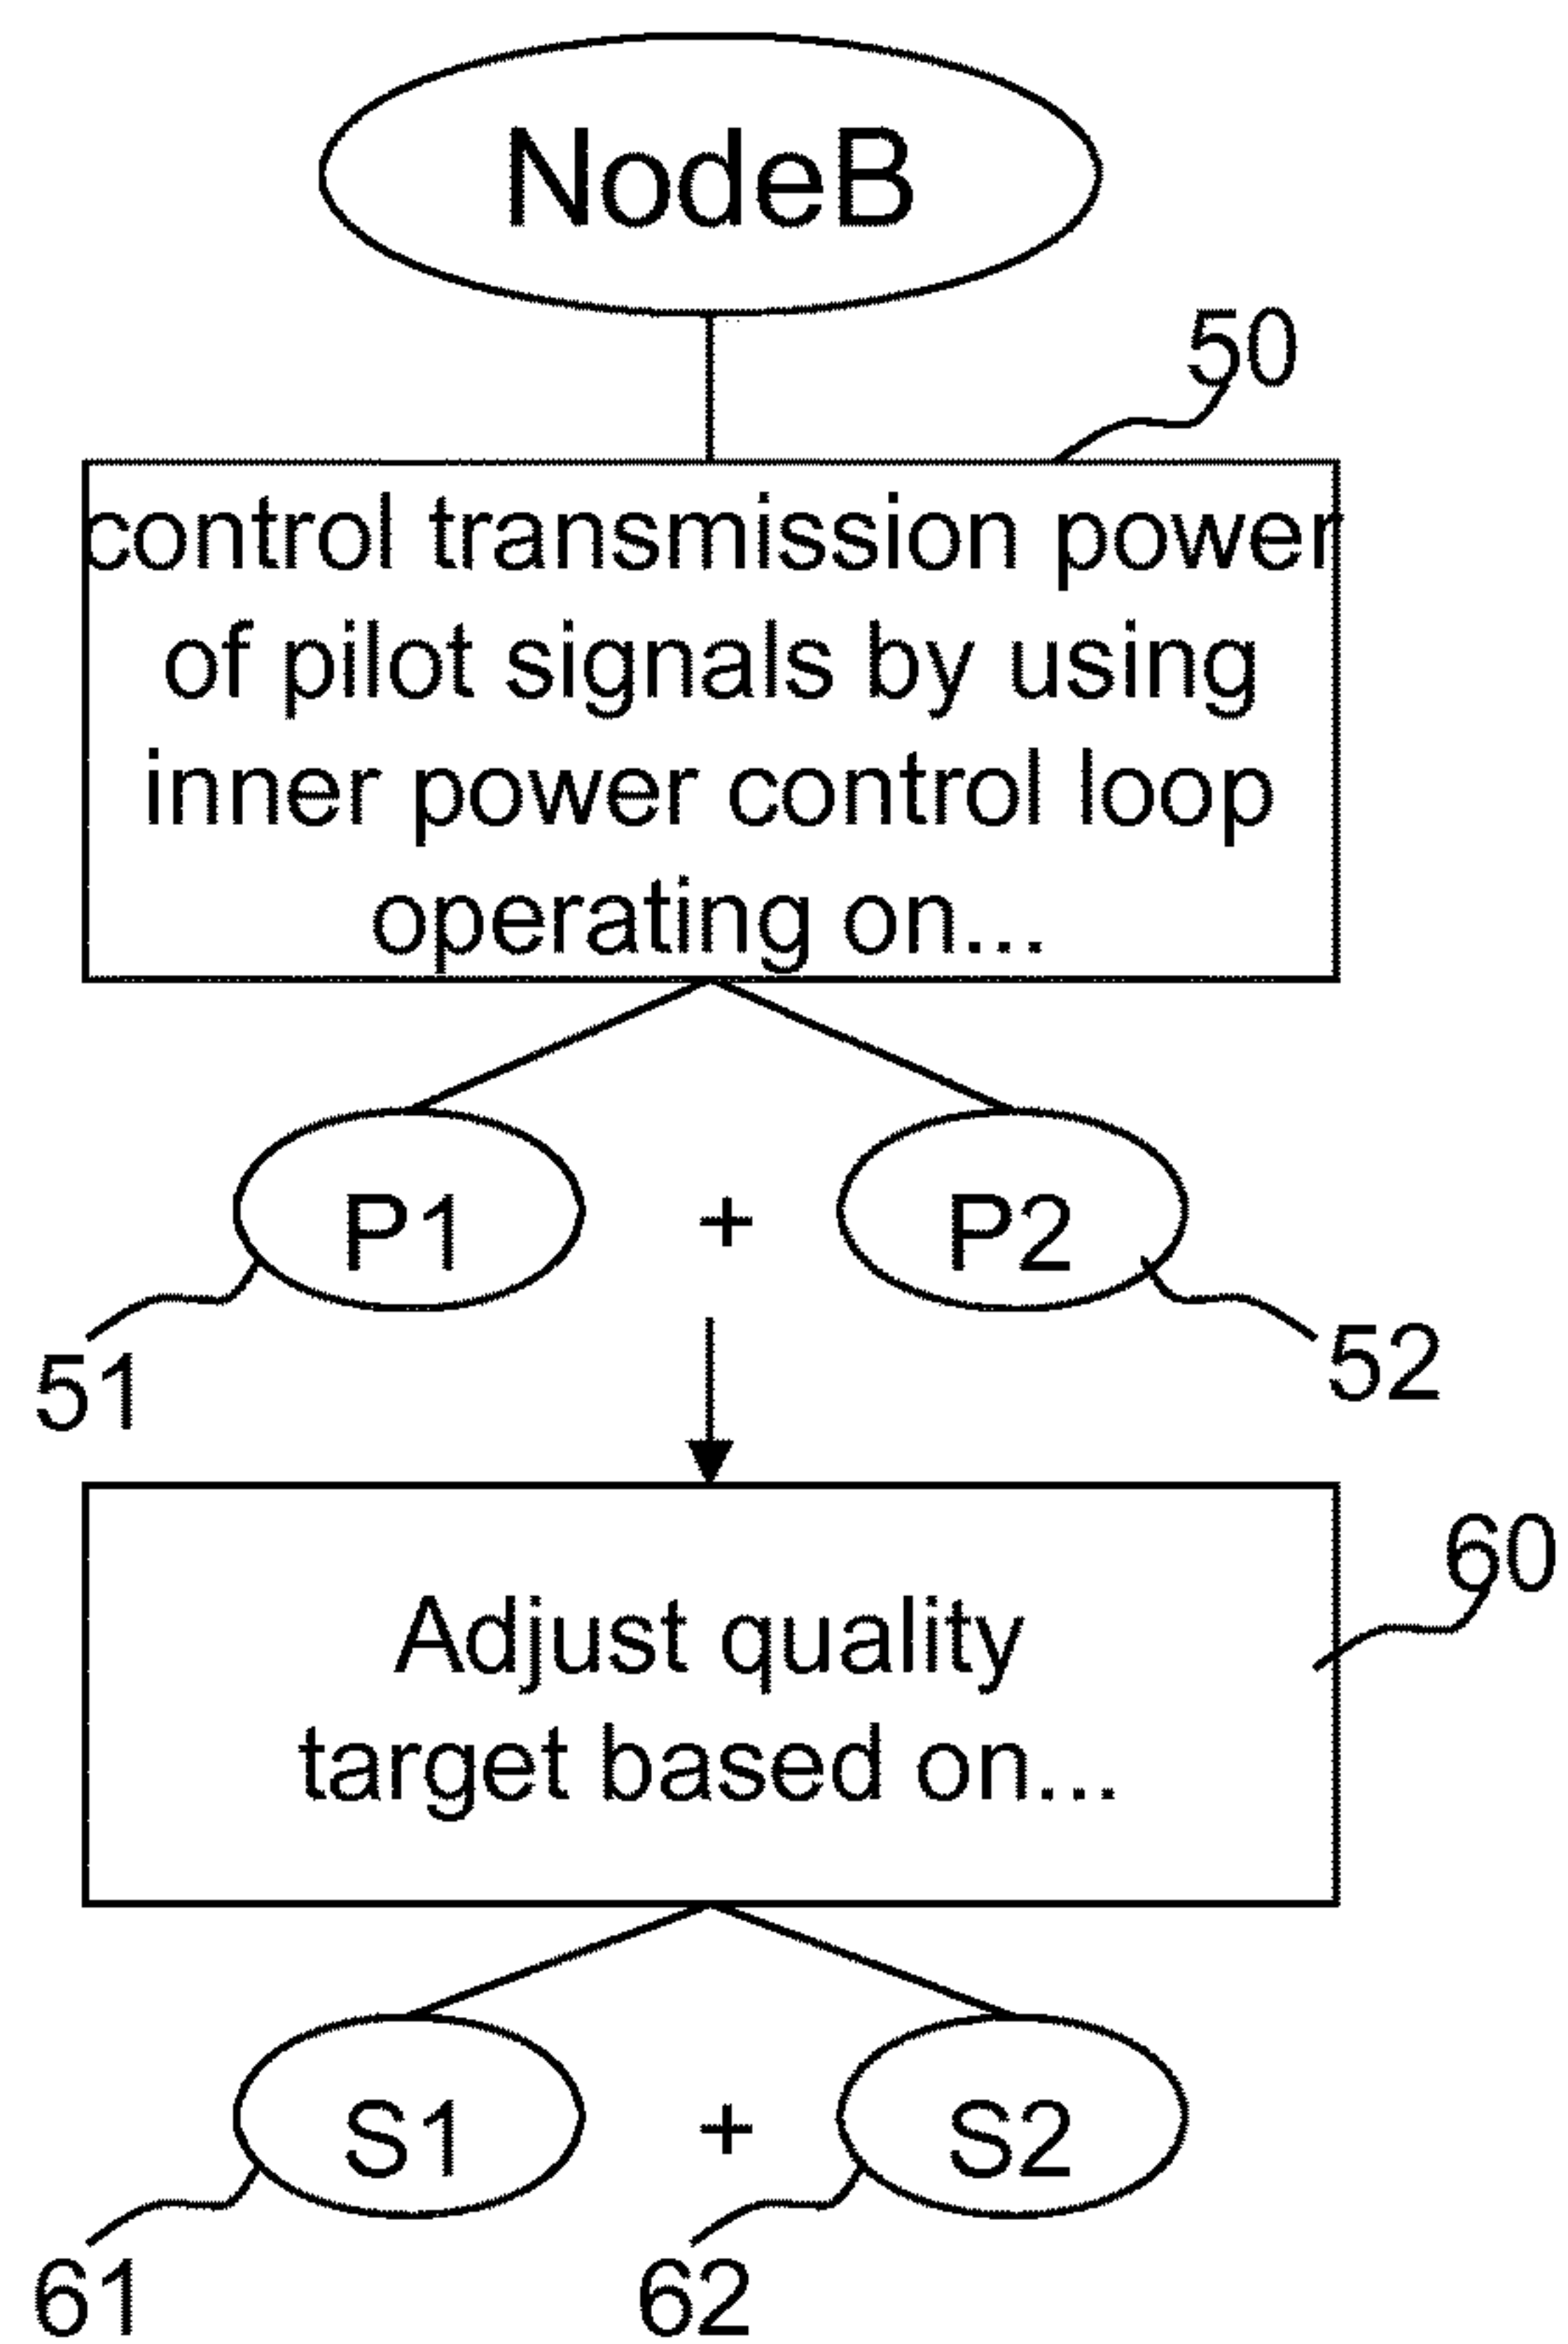 NodeB
50
control transmission power
of pilot signals by using
inner power control loop
operating on...
P1 + P2
51
52
60
Adjust quality
target based on...
S1 + S2
61
62